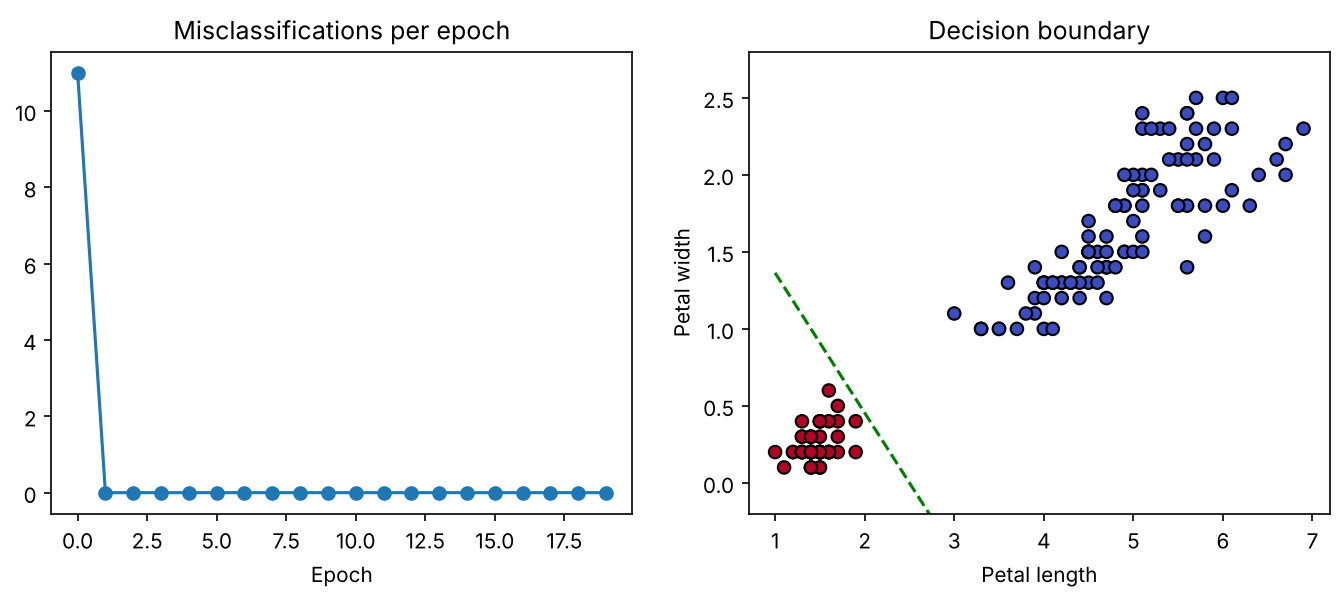 Misclassifications per epoch
10
8
6
4
2
0
0.0 2.5 5.0 7.5 10.0 12.5 15.0 17.5
Epoch
Decision boundary
Petal width
2.5
2.0
1.5
1.0
0.5
0.0
1 2 3 4 5 6 7
Petal length